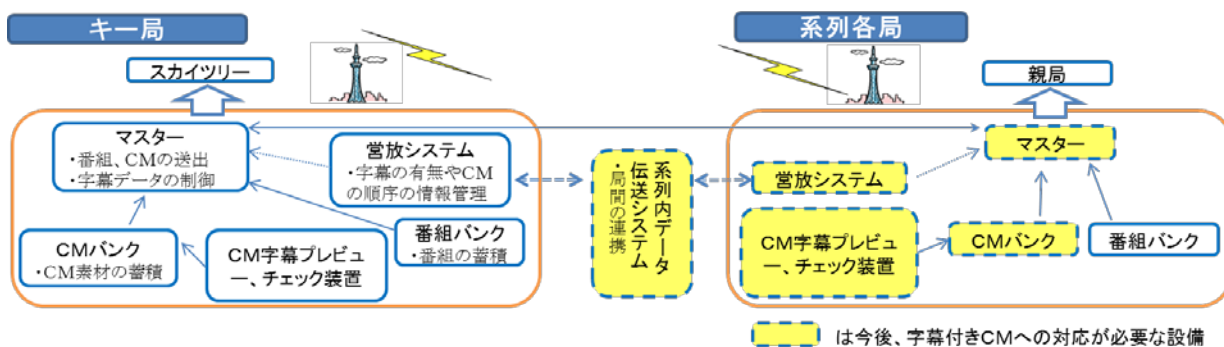 キー局
スカイツリー
マスター
・番組、CMの送出
・字幕データの制御
営放システム
・字幕の有無やCM
の順序の情報管理
CMバンク
・CM素材の蓄積
CM字幕プレビュ
ー、チェック装置
番組バンク
・番組の蓄積
系列内データ
伝送システム
・局間の連携
系列各局
親局
マスター
営放システム
CM字幕プレビュ
ー、チェック装置
CMバンク
番組バンク
は今後、字幕付きCMへの対応が必要な設備